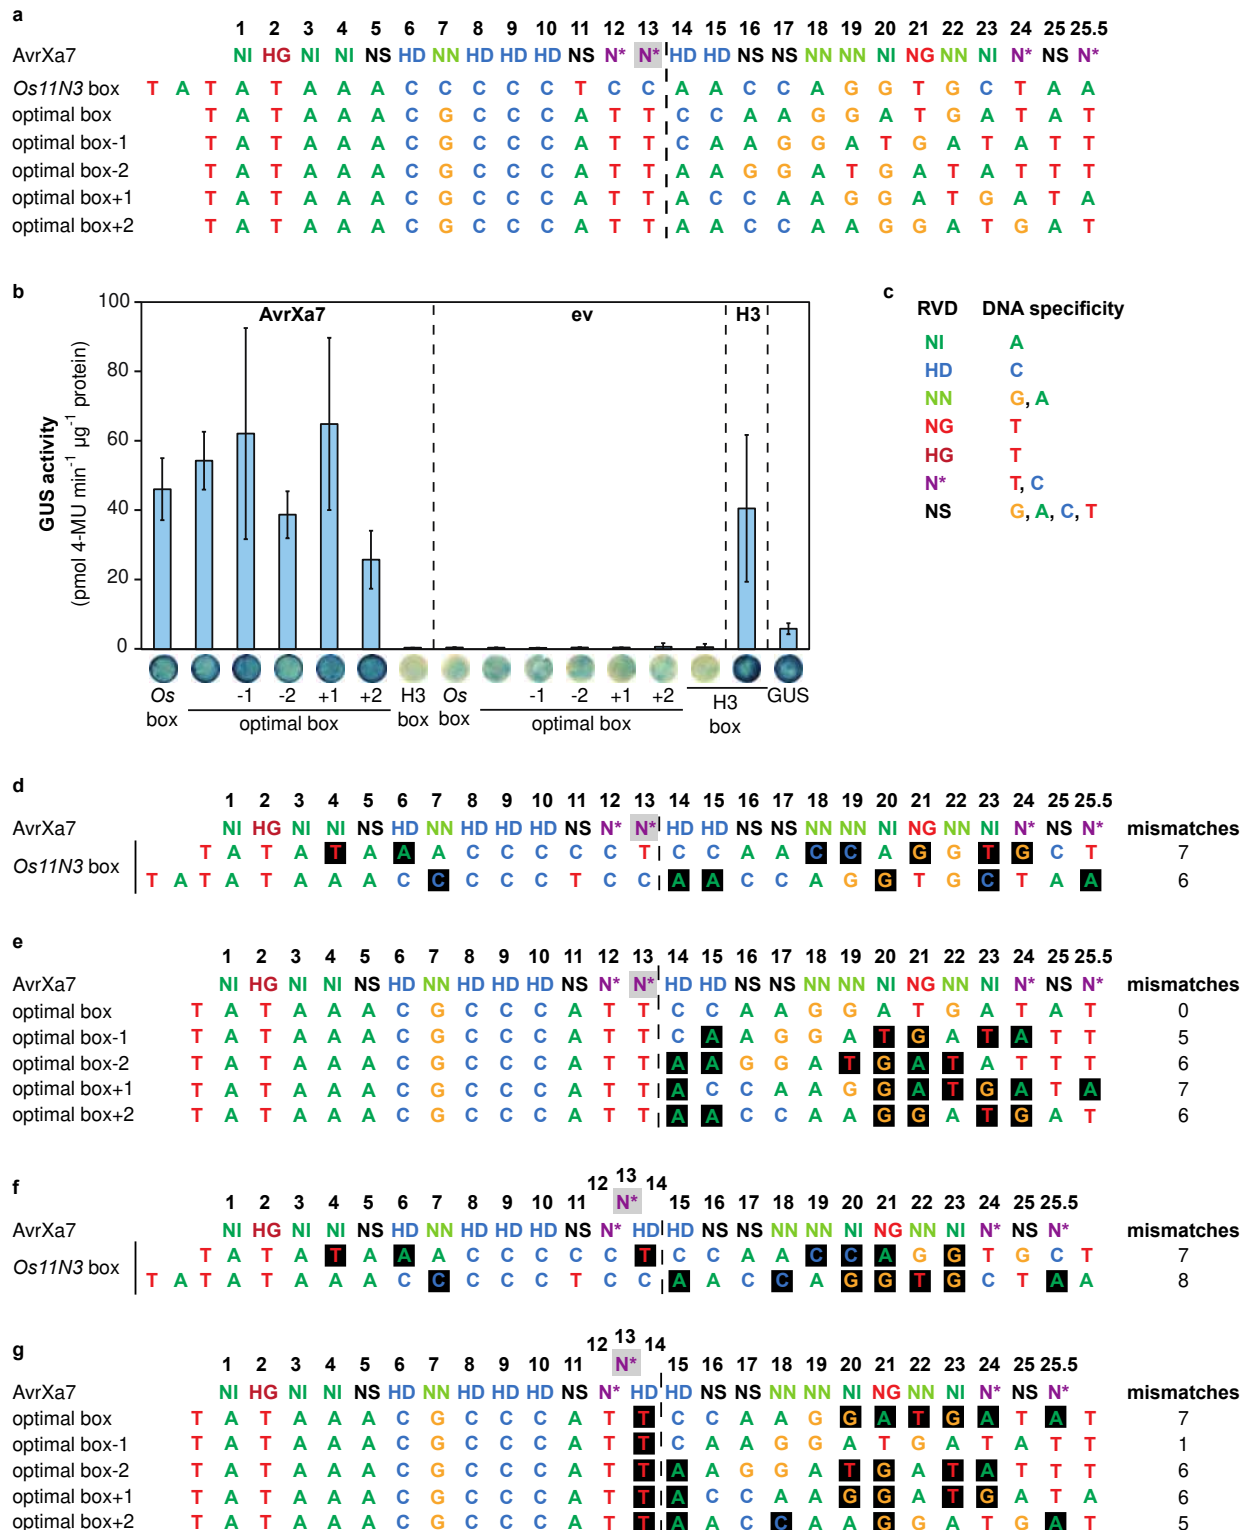 a
1 2 3 4 5 6 7 8 9 10 11 12 13 14 15 16 17 18 19 20 21 22 23 24 25 25.5
AvrXa7 NI HG NI NI NS HD NN HD HD HD NS N* N* HD HD NS NS NN NN NI NG NN NI N* NS N*
Os11N3 box T A T A T A A A C C C C C T C C A A C C A G G T G C T A A
optimal box T A T A A A C G C C C A T T C C A A G G A T G A T A T
optimal box-1 T A T A A A C G C C C A T T C A A G G A T G A T A T T
optimal box-2 T A T A A A C G C C C A T T A A G G A T G A T A T T T
optimal box+1 T A T A A A C G C C C A T T A C C A A G G A T G A T A
optimal box+2 T A T A A A C G C C C A T T A A C C A A G G A T G A T
b
100
80
60
40
20
0
GUS activity
(pmol 4-MU min-1 µg-1 protein)
AvrXa7 ev H3
Os box -1 -2 +1 +2 optimal box H3 box Os box -1 -2 +1 +2 optimal box H3 box GUS
c
RVD DNA specificity
NI A
HD C
NN G, A
NG T
HG T
N* T, C
NS G, A, C, T
d
1 2 3 4 5 6 7 8 9 10 11 12 13 14 15 16 17 18 19 20 21 22 23 24 25 25.5
AvrXa7 NI HG NI NI NS HD NN HD HD HD NS N* N* HD HD NS NS NN NN NI NG NN NI N* NS N* mismatches
Os11N3 box
T A T A T A A A C C C C C T C C A A C C A G G T G C T 7
T A T A T A A A C C C C C T C C A A C C A G G T G C T A A 6
e
1 2 3 4 5 6 7 8 9 10 11 12 13 14 15 16 17 18 19 20 21 22 23 24 25 25.5
AvrXa7 NI HG NI NI NS HD NN HD HD HD NS N* N* HD HD NS NS NN NN NI NG NN NI N* NS N* mismatches
optimal box T A T A A A C G C C C A T T C C A A G G A T G A T A T 0
optimal box-1 T A T A A A C G C C C A T T C A A G G A T G A T A T T 5
optimal box-2 T A T A A A C G C C C A T T A A G G A T G A T A T T T 6
optimal box+1 T A T A A A C G C C C A T T A C C A A G G A T G A T A 7
optimal box+2 T A T A A A C G C C C A T T A A C C A A G G A T G A T 6
f
1 2 3 4 5 6 7 8 9 10 11 12 13 14 15 16 17 18 19 20 21 22 23 24 25 25.5
N*
AvrXa7 NI HG NI NI NS HD NN HD HD HD NS N* HD HD NS NS NN NN NI NG NN NI N* NS N* mismatches
Os11N3 box
T A T A T A A A C C C C C T C C A A C C A G G T G C T 7
T A T A T A A A C C C C C T C C A A C C A G G T G C T A A 8
g
1 2 3 4 5 6 7 8 9 10 11 12 13 14 15 16 17 18 19 20 21 22 23 24 25 25.5
N*
AvrXa7 NI HG NI NI NS HD NN HD HD HD NS N* HD HD NS NS NN NN NI NG NN NI N* NS N* mismatches
optimal box T A T A A A C G C C C A T T C C A A G G A T G A T A T 7
optimal box-1 T A T A A A C G C C C A T T C A A G G A T G A T A T T 1
optimal box-2 T A T A A A C G C C C A T T A A G G A T G A T A T T T 6
optimal box+1 T A T A A A C G C C C A T T A C C A A G G A T G A T A 6
optimal box+2 T A T A A A C G C C C A T T A A C C A A G G A T G A T 5